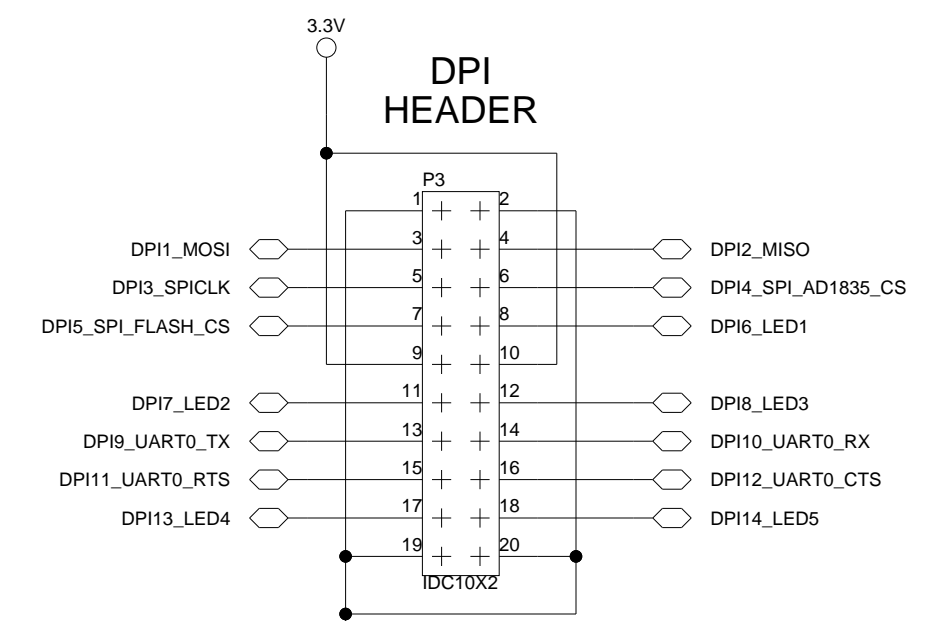 3.3V
DPI
HEADER
P3
1 2
DPI1_MOSI 3 4 DPI2_MISO
DPI3_SPICLK 5 6 DPI4_SPI_AD1835_CS
DPI5_SPI_FLASH_CS 7 8 DPI6_LED1
9 10
DPI7_LED2 11 12 DPI8_LED3
DPI9_UART0_TX 13 14 DPI10_UART0_RX
DPI11_UART0_RTS 15 16 DPI12_UART0_CTS
DPI13_LED4 17 18 DPI14_LED5
19 20
IDC10X2